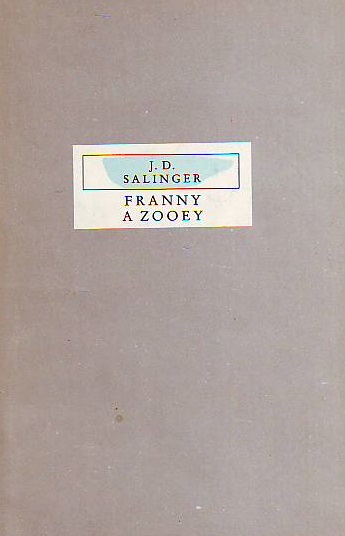 J. D.
SALINGER
FRANNY
A ZOOEY